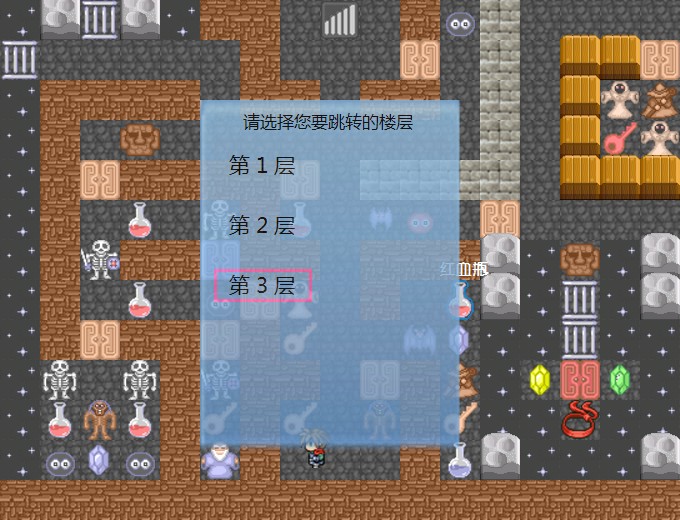 请选择您要跳转的楼层
第 1 层
第 2 层
红血瓶
第 3 层